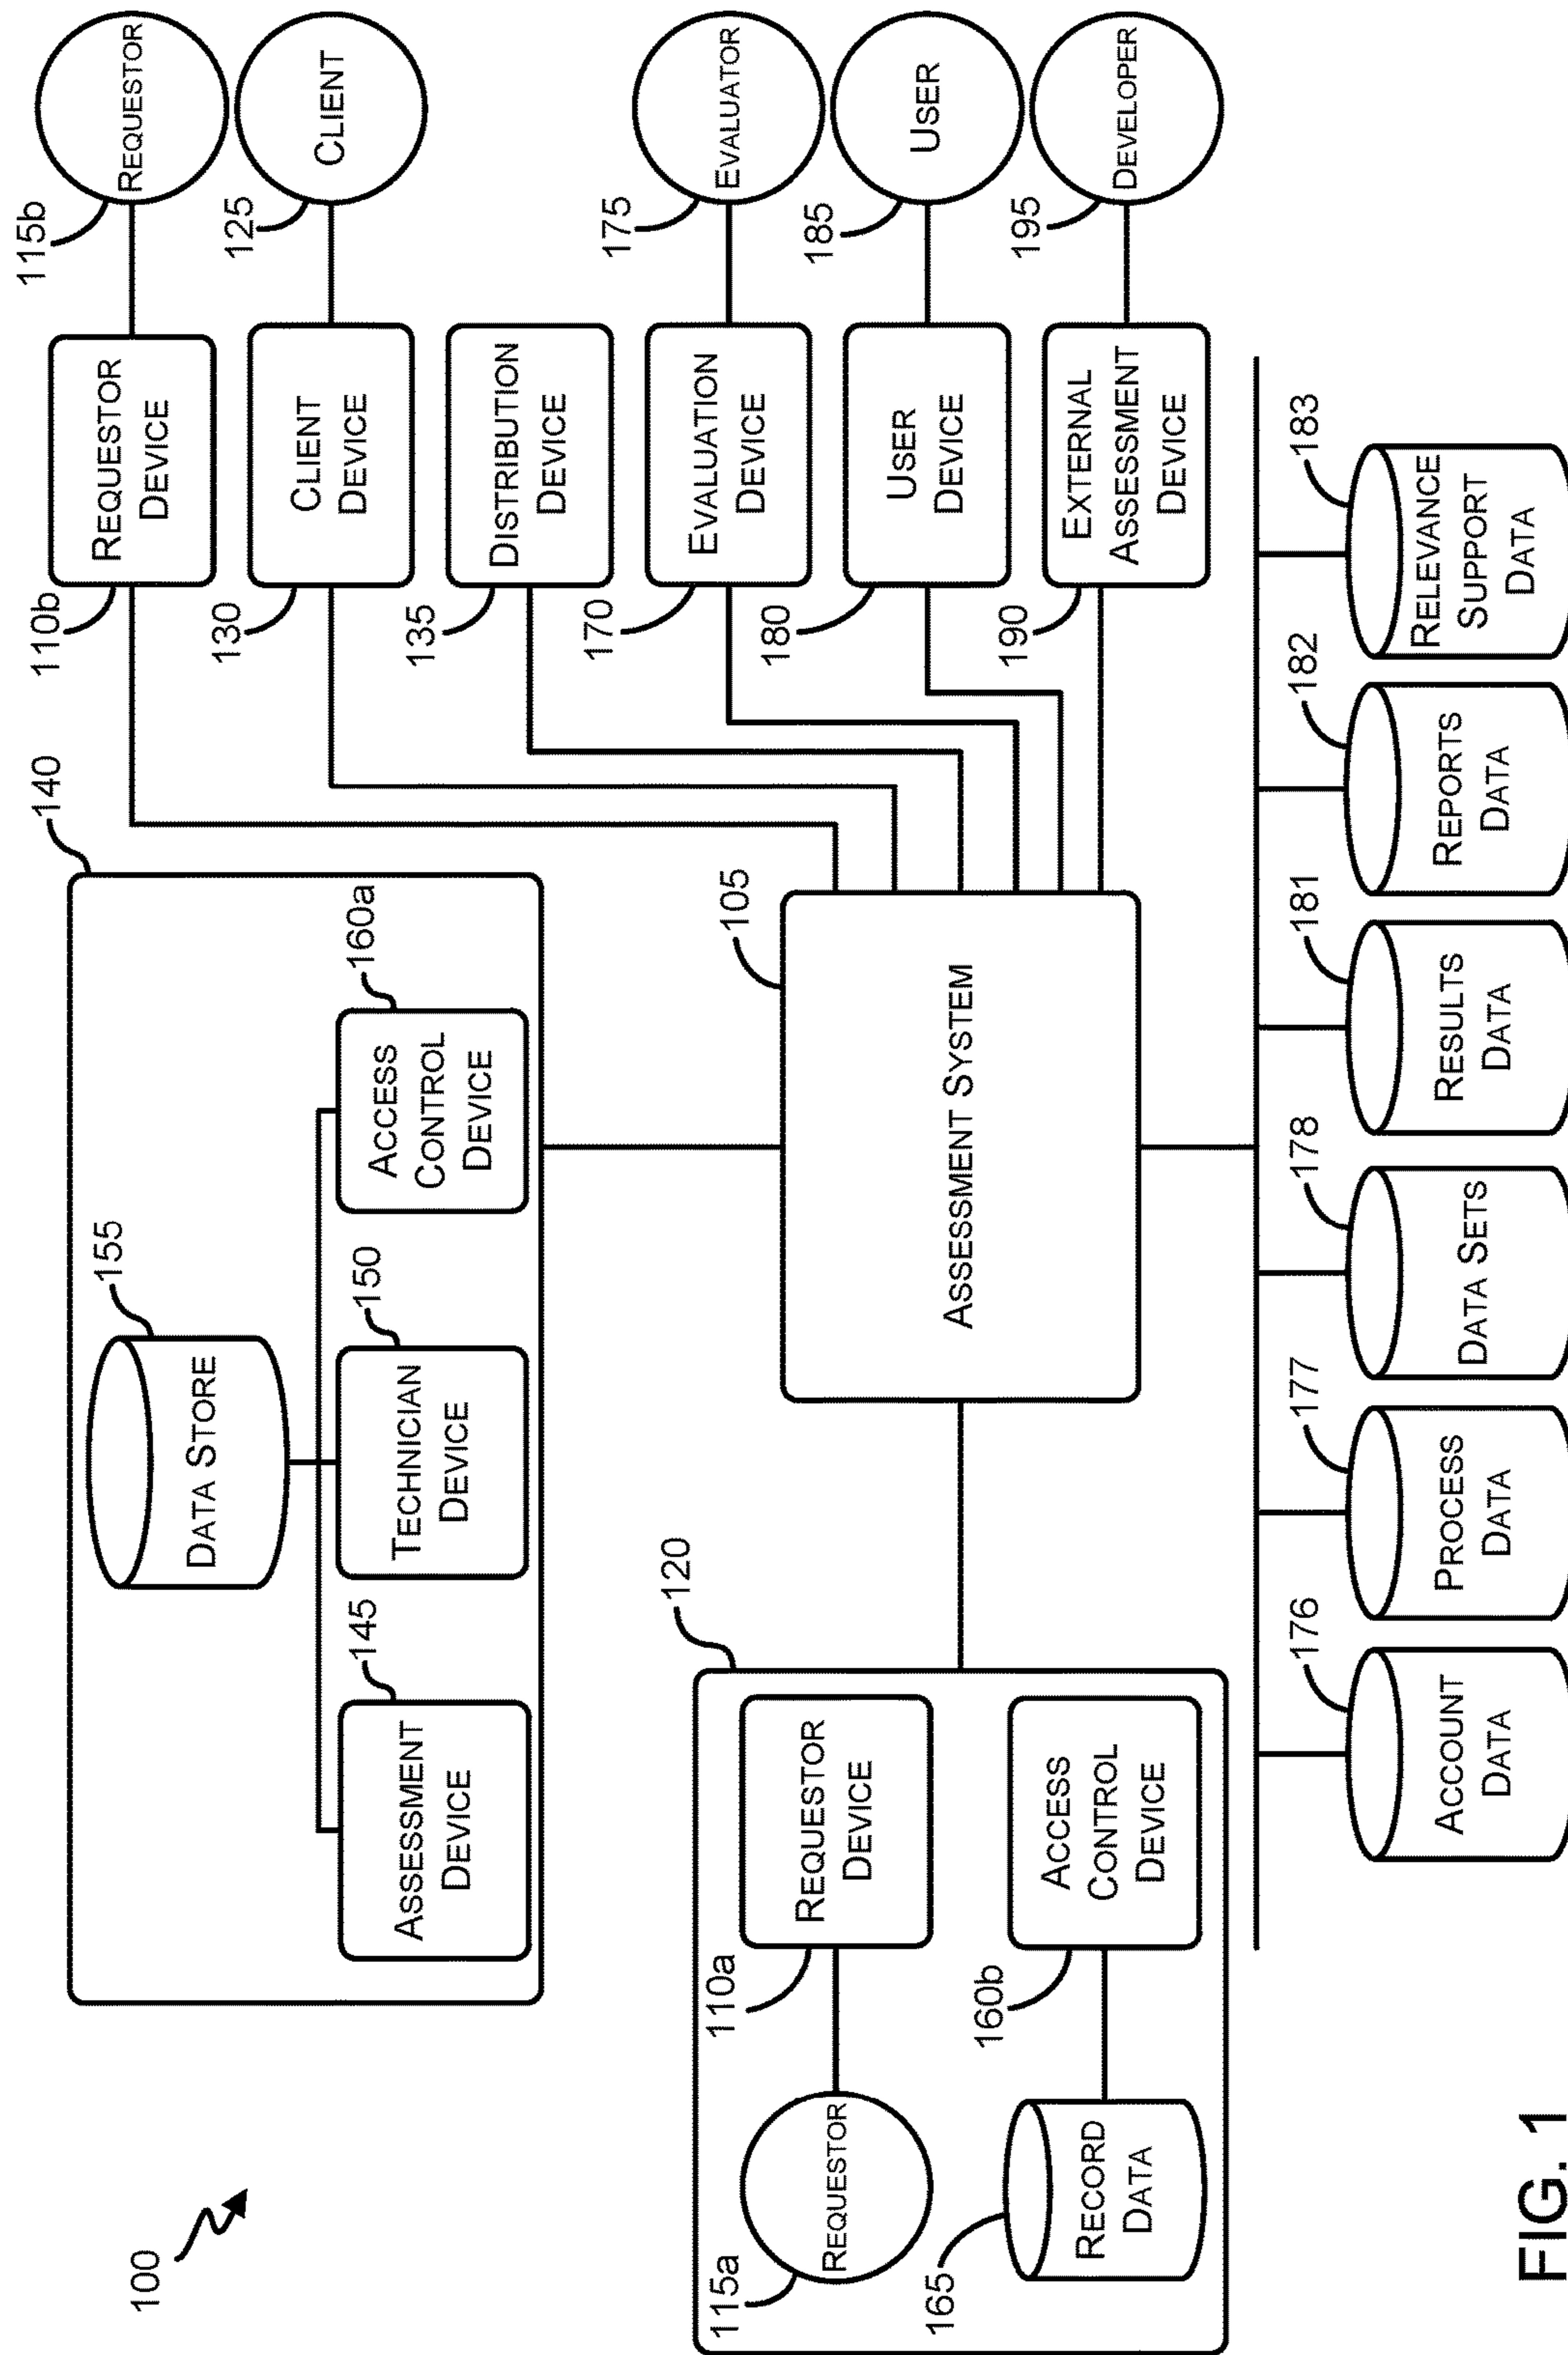 100
140
155
DATA STORE
145
ASSESSMENT
DEVICE
150
TECHNICIAN
DEVICE
160a
ACCESS
CONTROL
DEVICE
110b
REQUESTOR
DEVICE
115b
REQUESTOR
130
CLIENT
DEVICE
125
CLIENT
135
DISTRIBUTION
DEVICE
170
EVALUATION
DEVICE
175
EVALUATOR
180
USER
DEVICE
185
USER
190
EXTERNAL
ASSESSMENT
DEVICE
195
DEVELOPER
120
115a
REQUESTOR
110a
REQUESTOR
DEVICE
165
RECORD
DATA
160b
ACCESS
CONTROL
DEVICE
105
ASSESSMENT SYSTEM
176
ACCOUNT
DATA
177
PROCESS
DATA
178
DATA SETS
181
RESULTS
DATA
182
REPORTS
DATA
183
RELEVANCE
SUPPORT
DATA
FIG. 1